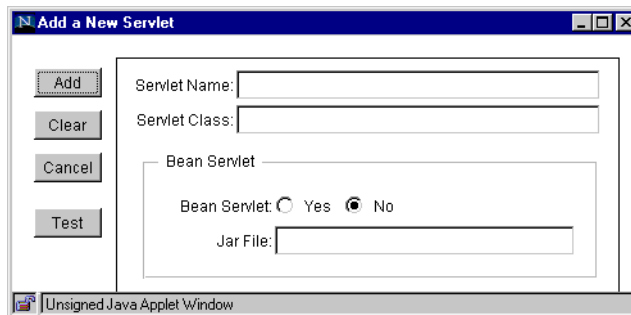 Add a New Servlet
Add
Clear
Cancel
Test
Servlet Name:
Servlet Class:
Bean Servlet
Bean Servlet: Yes No
Jar File:
Unsigned Java Applet Window